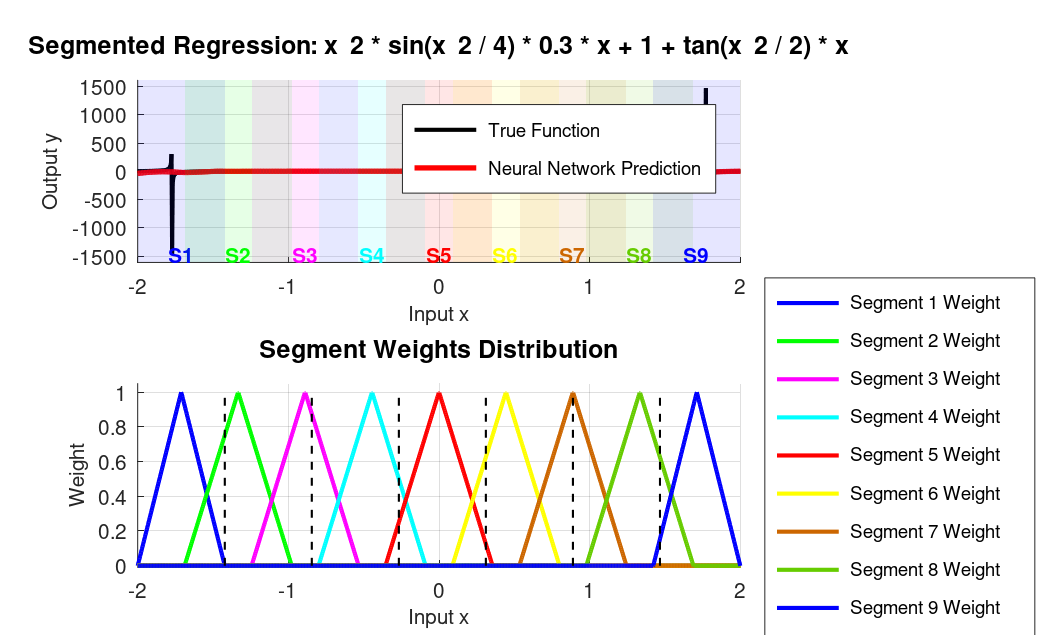 Segmented Regression: x 2 * sin(x 2 / 4) * 0.3 * x + 1 + tan(x 2 / 2) * x
1500
1000
500
0
-500
-1000
-1500
Output y
True Function
Neural Network Prediction
S1 S2 S3 S4 S5 S6 S7 S8 S9
-2 -1 0 1 2
Input x
Segment Weights Distribution
1
0.8
0.6
0.4
0.2
0
Weight
-2 -1 0 1 2
Input x
Segment 1 Weight
Segment 2 Weight
Segment 3 Weight
Segment 4 Weight
Segment 5 Weight
Segment 6 Weight
Segment 7 Weight
Segment 8 Weight
Segment 9 Weight